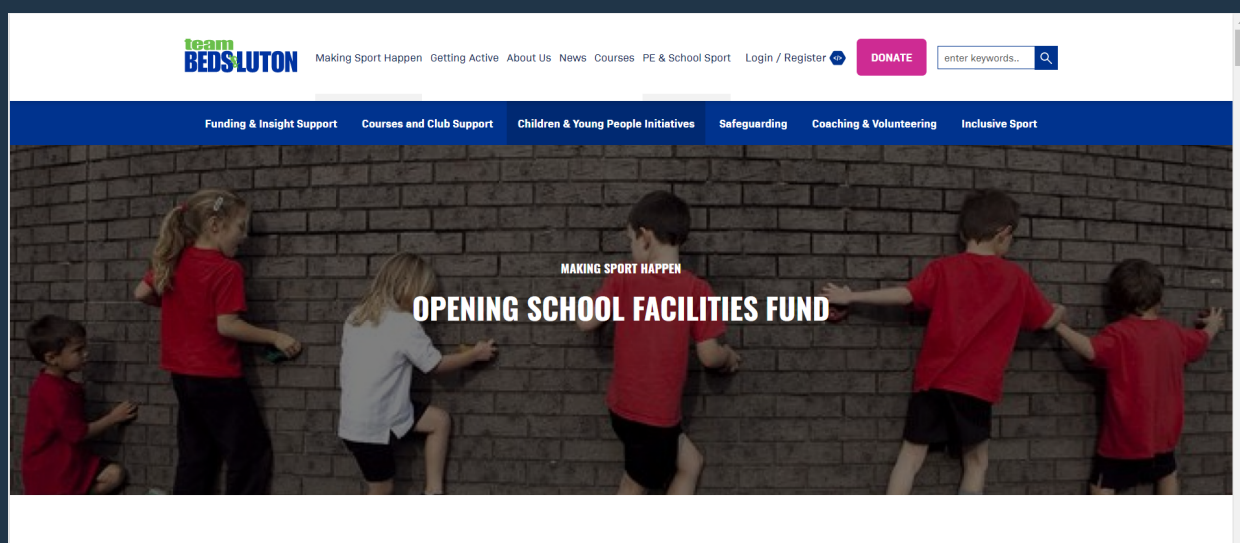 team
BEDS&LUTON
Making Sport Happen Getting Active About Us News Courses PE & School Sport Login / Register </> DONATE enter keywords..
Funding & Insight Support Courses and Club Support Children & Young People Initiatives Safeguarding Coaching & Volunteering Inclusive Sport
MAKING SPORT HAPPEN
OPENING SCHOOL FACILITIES FUND